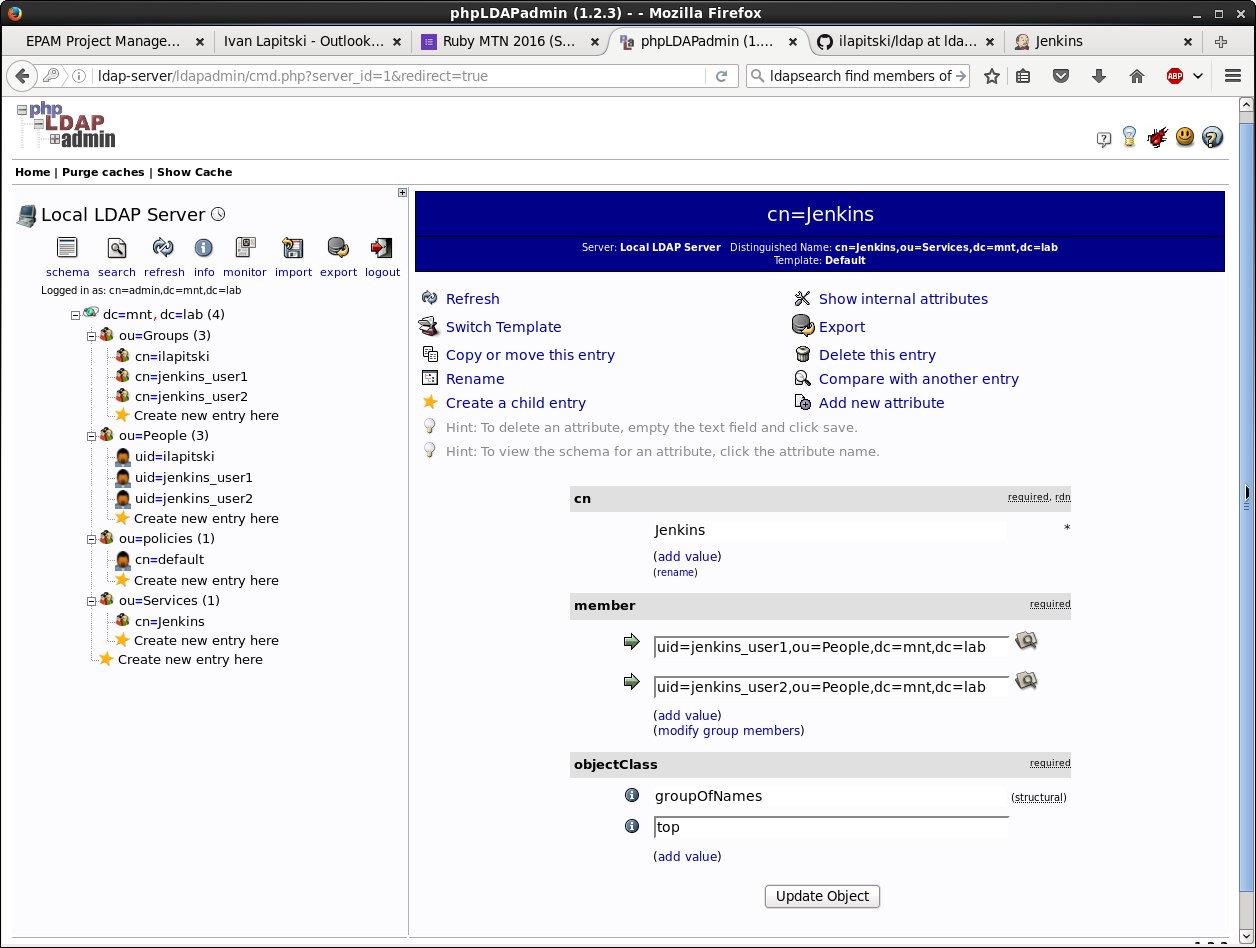 phpLDAPadmin (1.2.3) - - Mozilla Firefox
EPAM Project Manage... Ivan Lapitski - Outlook... Ruby MTN 2016 (S... phpLDAPadmin (1.... ilapitski/ldap at lda... Jenkins
ldap-server/ldapadmin/cmd.php?server_id=1&redirect=true ldapsearch find members of ABP
php
LDAP
admin
Home | Purge caches | Show Cache
Local LDAP Server
schema search refresh info monitor import export logout
Logged in as: cn=admin,dc=mnt,dc=lab
dc=mnt, dc=lab (4)
ou=Groups (3)
cn=ilapitski
cn=jenkins_user1
cn=jenkins_user2
Create new entry here
ou=People (3)
uid=ilapitski
uid=jenkins_user1
uid=jenkins_user2
Create new entry here
ou=policies (1)
cn=default
Create new entry here
ou=Services (1)
cn=Jenkins
Create new entry here
Create new entry here
cn=Jenkins
Server: Local LDAP Server Distinguished Name: cn=Jenkins,ou=Services,dc=mnt,dc=lab
Template: Default
Refresh Show internal attributes
Switch Template Export
Copy or move this entry Delete this entry
Rename Compare with another entry
Create a child entry Add new attribute
Hint: To delete an attribute, empty the text field and click save.
Hint: To view the schema for an attribute, click the attribute name.
cn required, rdn
Jenkins *
(add value)
(rename)
member required
uid=jenkins_user1,ou=People,dc=mnt,dc=lab
uid=jenkins_user2,ou=People,dc=mnt,dc=lab
(add value)
(modify group members)
objectClass required
groupOfNames (structural)
top
(add value)
Update Object